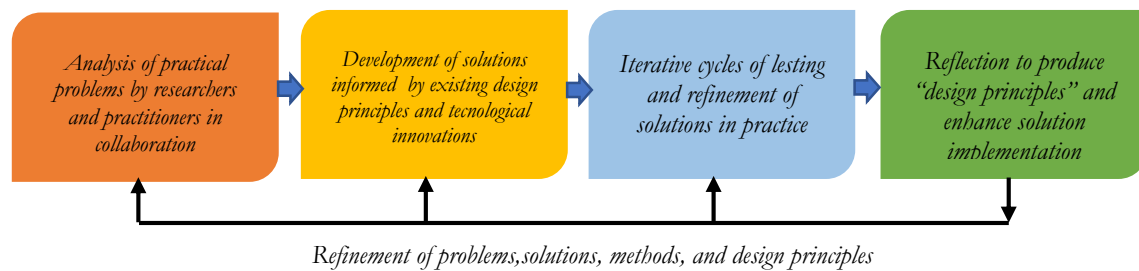 Analysis of practical
problems by researchers
and practitioners in
collaboration
Development of solutions
informed by existing design
principles and tecnological
innovations
Iterative cycles of lesting
and refinement of
solutions in practice
Reflection to produce
“design principles” and
enhance solution
implementation
Refinement of problems,solutions, methods, and design principles